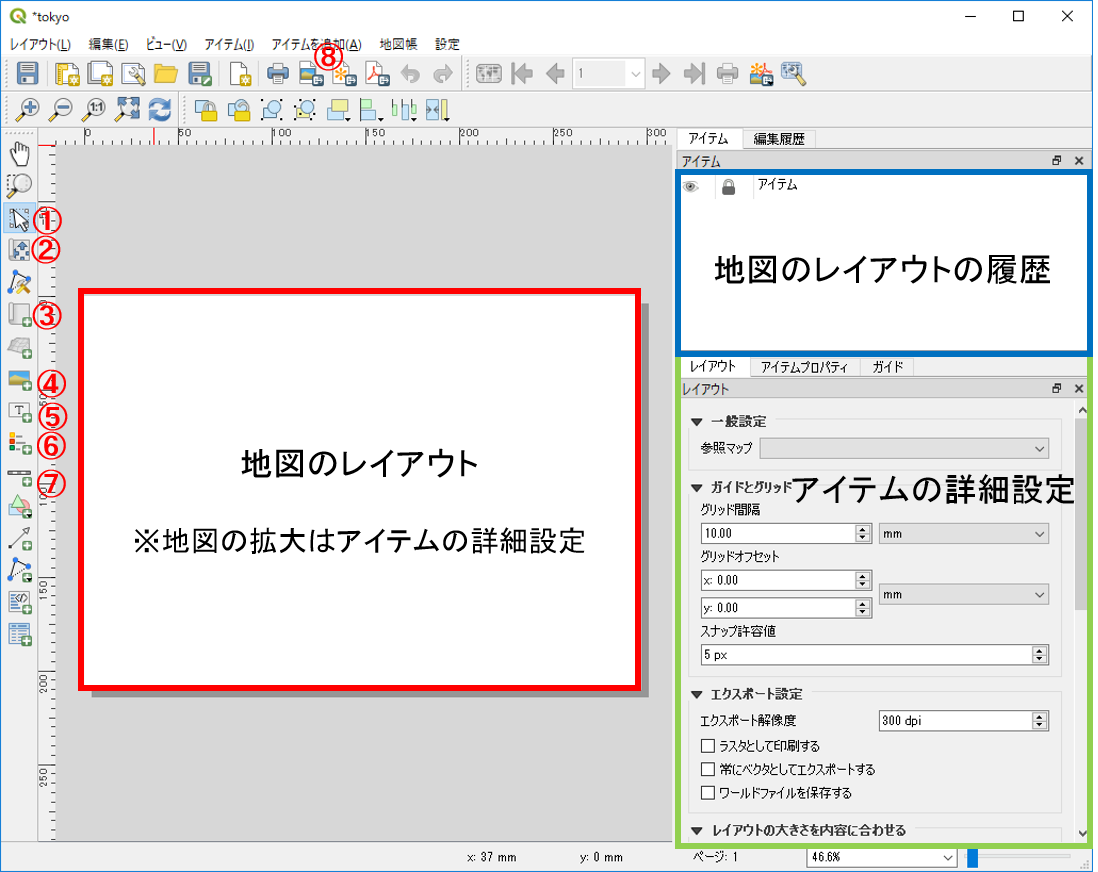 *tokyo
レイアウト(L) 編集(E) ビュー(V) アイテム(I) アイテムを追加(A) 地図帳 設定
⑧
1
1:1
0 50 100 150 200 250 300
アイテム 編集履歴
アイテム
アイテム
地図のレイアウトの履歴
①
②
③
④
⑤
⑥
⑦
50
100
150
200
250
地図のレイアウト
※地図の拡大はアイテムの詳細設定
レイアウト アイテムプロパティ ガイド
レイアウト
一般設定
参照マップ
ガイドとグリッド
アイテムの詳細設定
グリッド間隔
10.00 mm
グリッドオフセット
x: 0.00
mm
y: 0.00
スナップ許容値
5 px
エクスポート設定
エクスポート解像度 300 dpi
ラスタとして印刷する
常にベクタとしてエクスポートする
ワールドファイルを保存する
レイアウトの大きさを内容に合わせる
x: 37 mm y: 0 mm ページ: 1 46.6%